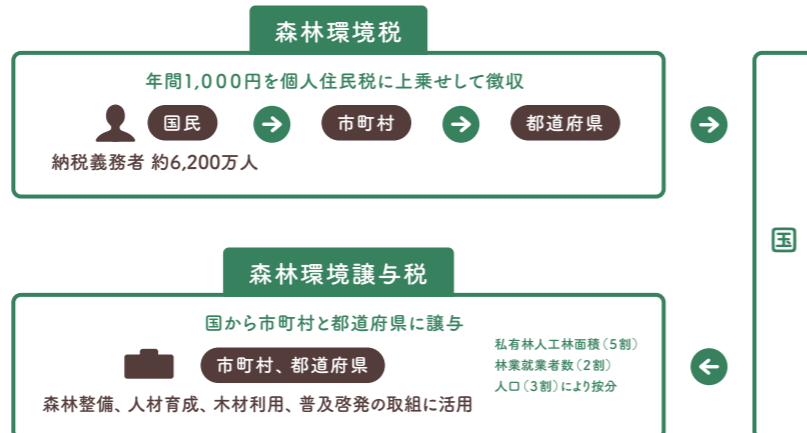 森林環境税
年間1,000円を個人住民税に上乗せして徴収
国民 市町村 都道府県
納税義務者 約6,200万人
国
森林環境譲与税
国から市町村と都道府県に譲与
市町村、都道府県
私有林人工林面積（5割）
林業就業者数（2割）
人口（3割）により按分
森林整備、人材育成、木材利用、普及啓発の取組に活用